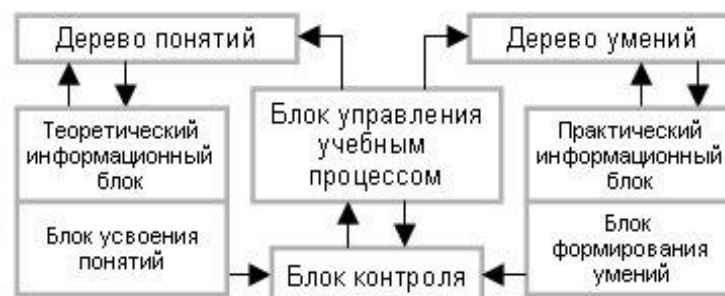 Дерево понятий
Дерево умений
Теоретический
информационный
блок
Блок усвоения
понятий
Блок управления
учебным
процессом
Блок контроля
Практический
информационный
блок
Блок
формирования
умений